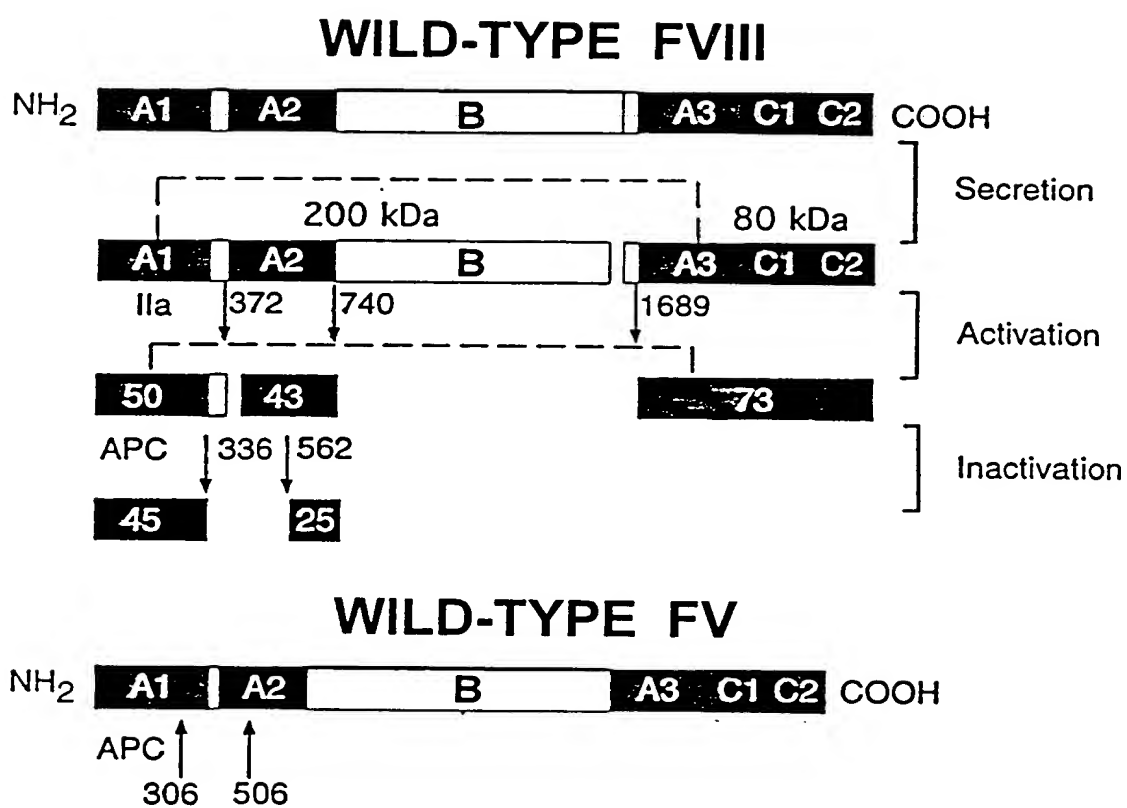 WILD-TYPE FVIII
NH2 A1 A2 B A3 C1 C2 COOH
Secretion
200 kDa 80 kDa
A1 A2 B A3 C1 C2
IIa 372 740 1689
Activation
50 43 73
APC 336 562
Inactivation
45 25
WILD-TYPE FV
NH2 A1 A2 B A3 C1 C2 COOH
APC
306 506